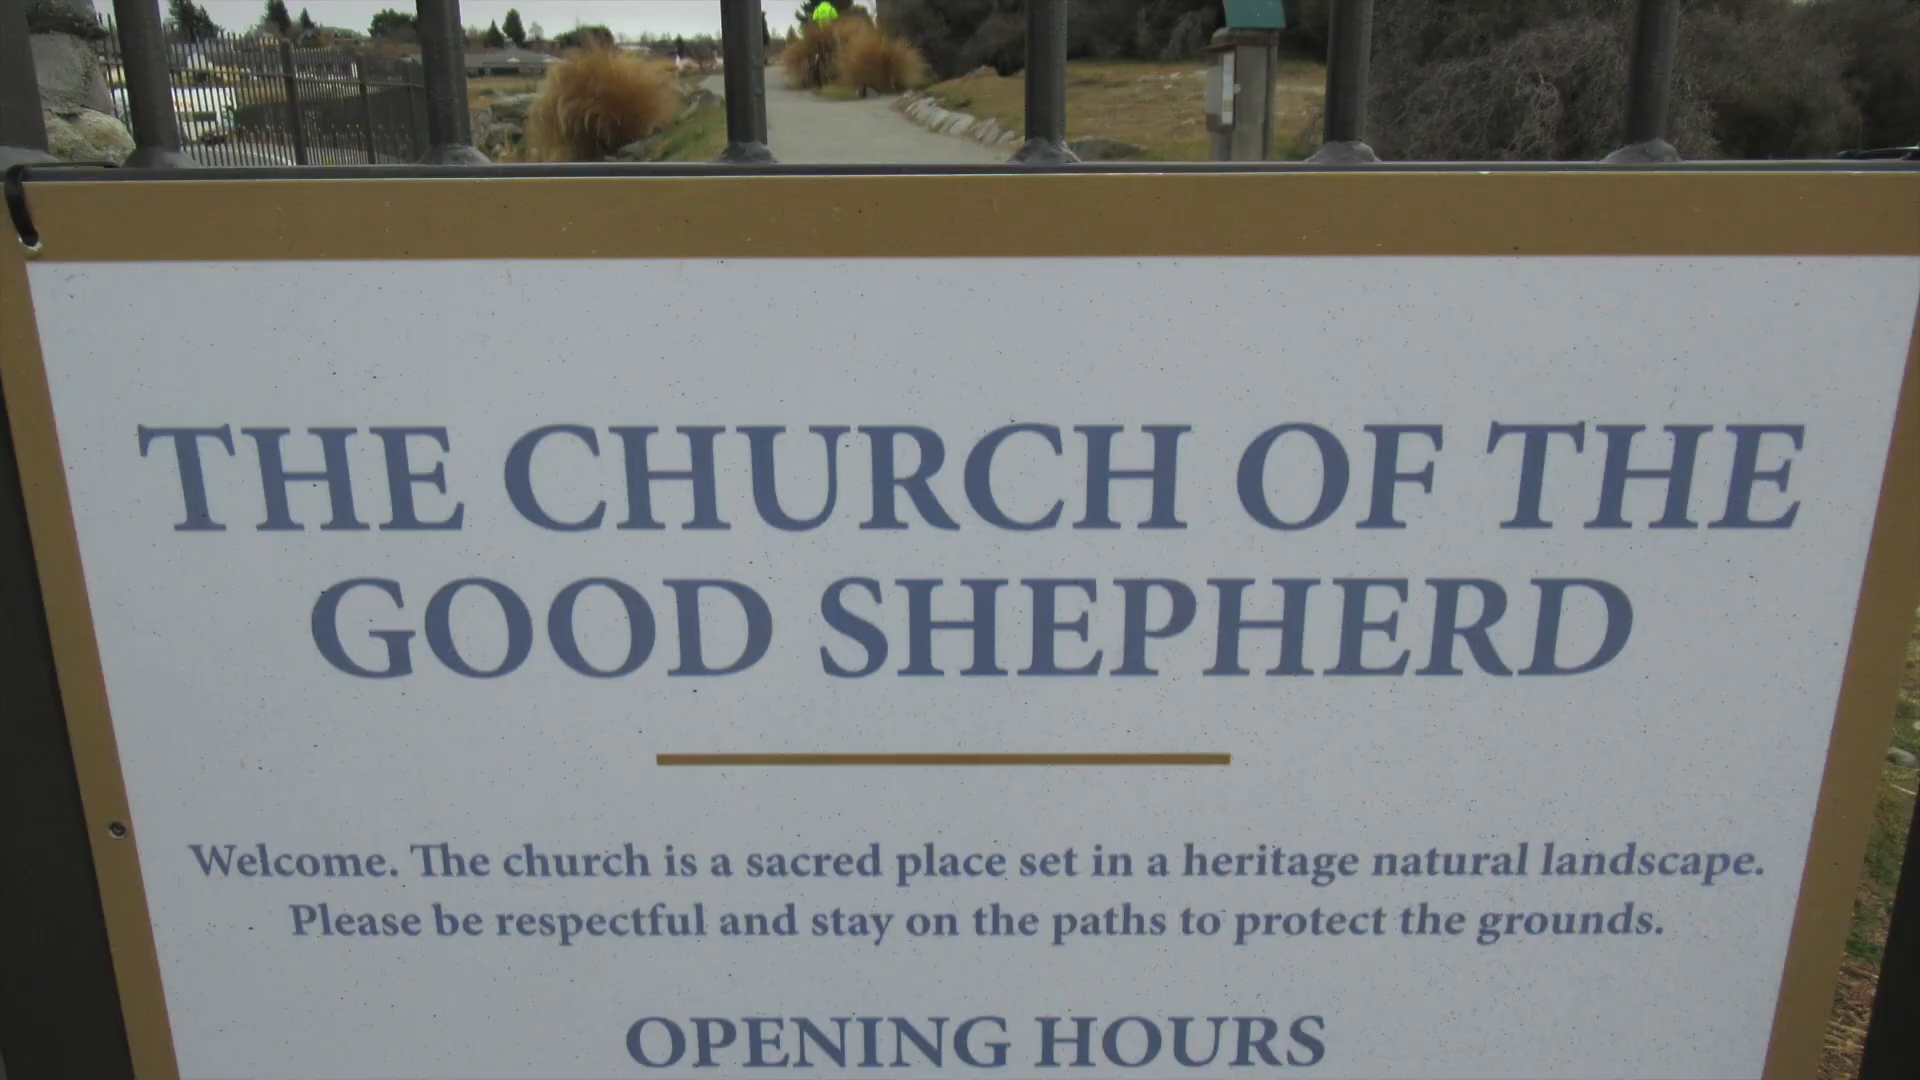 THE CHURCH OF THE
GOOD SHEPHERD
Welcome. The church is a sacred place set in a heritage natural landscape.
Please be respectful and stay on the paths to protect the grounds.
OPENING HOURS